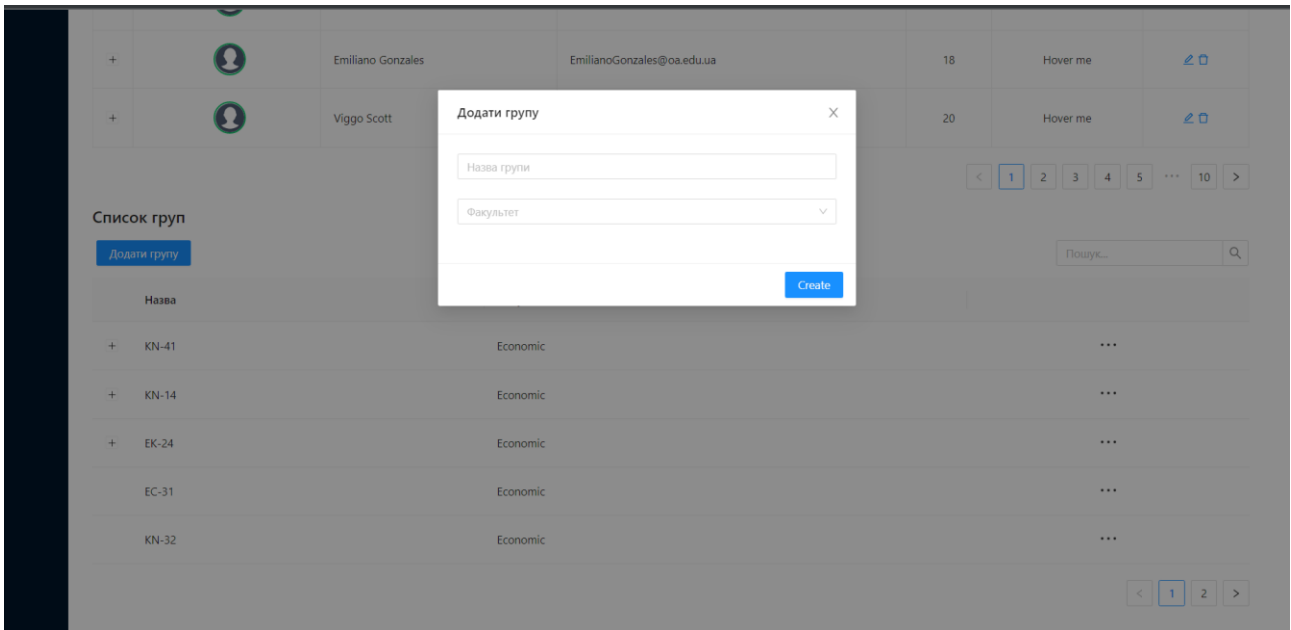 + Emiliano Gonzales EmilianoGonzales@oa.edu.ua 18 Hover me
+ Viggo Scott 20 Hover me
Додати групу
Назва групи
Факультет
Create
< 1 2 3 4 5 ••• 10 >
Список груп
Додати групу
Пошук...
Назва
+ KN-41 Economic •••
+ KN-14 Economic •••
+ EK-24 Economic •••
EC-31 Economic •••
KN-32 Economic •••
< 1 2 >